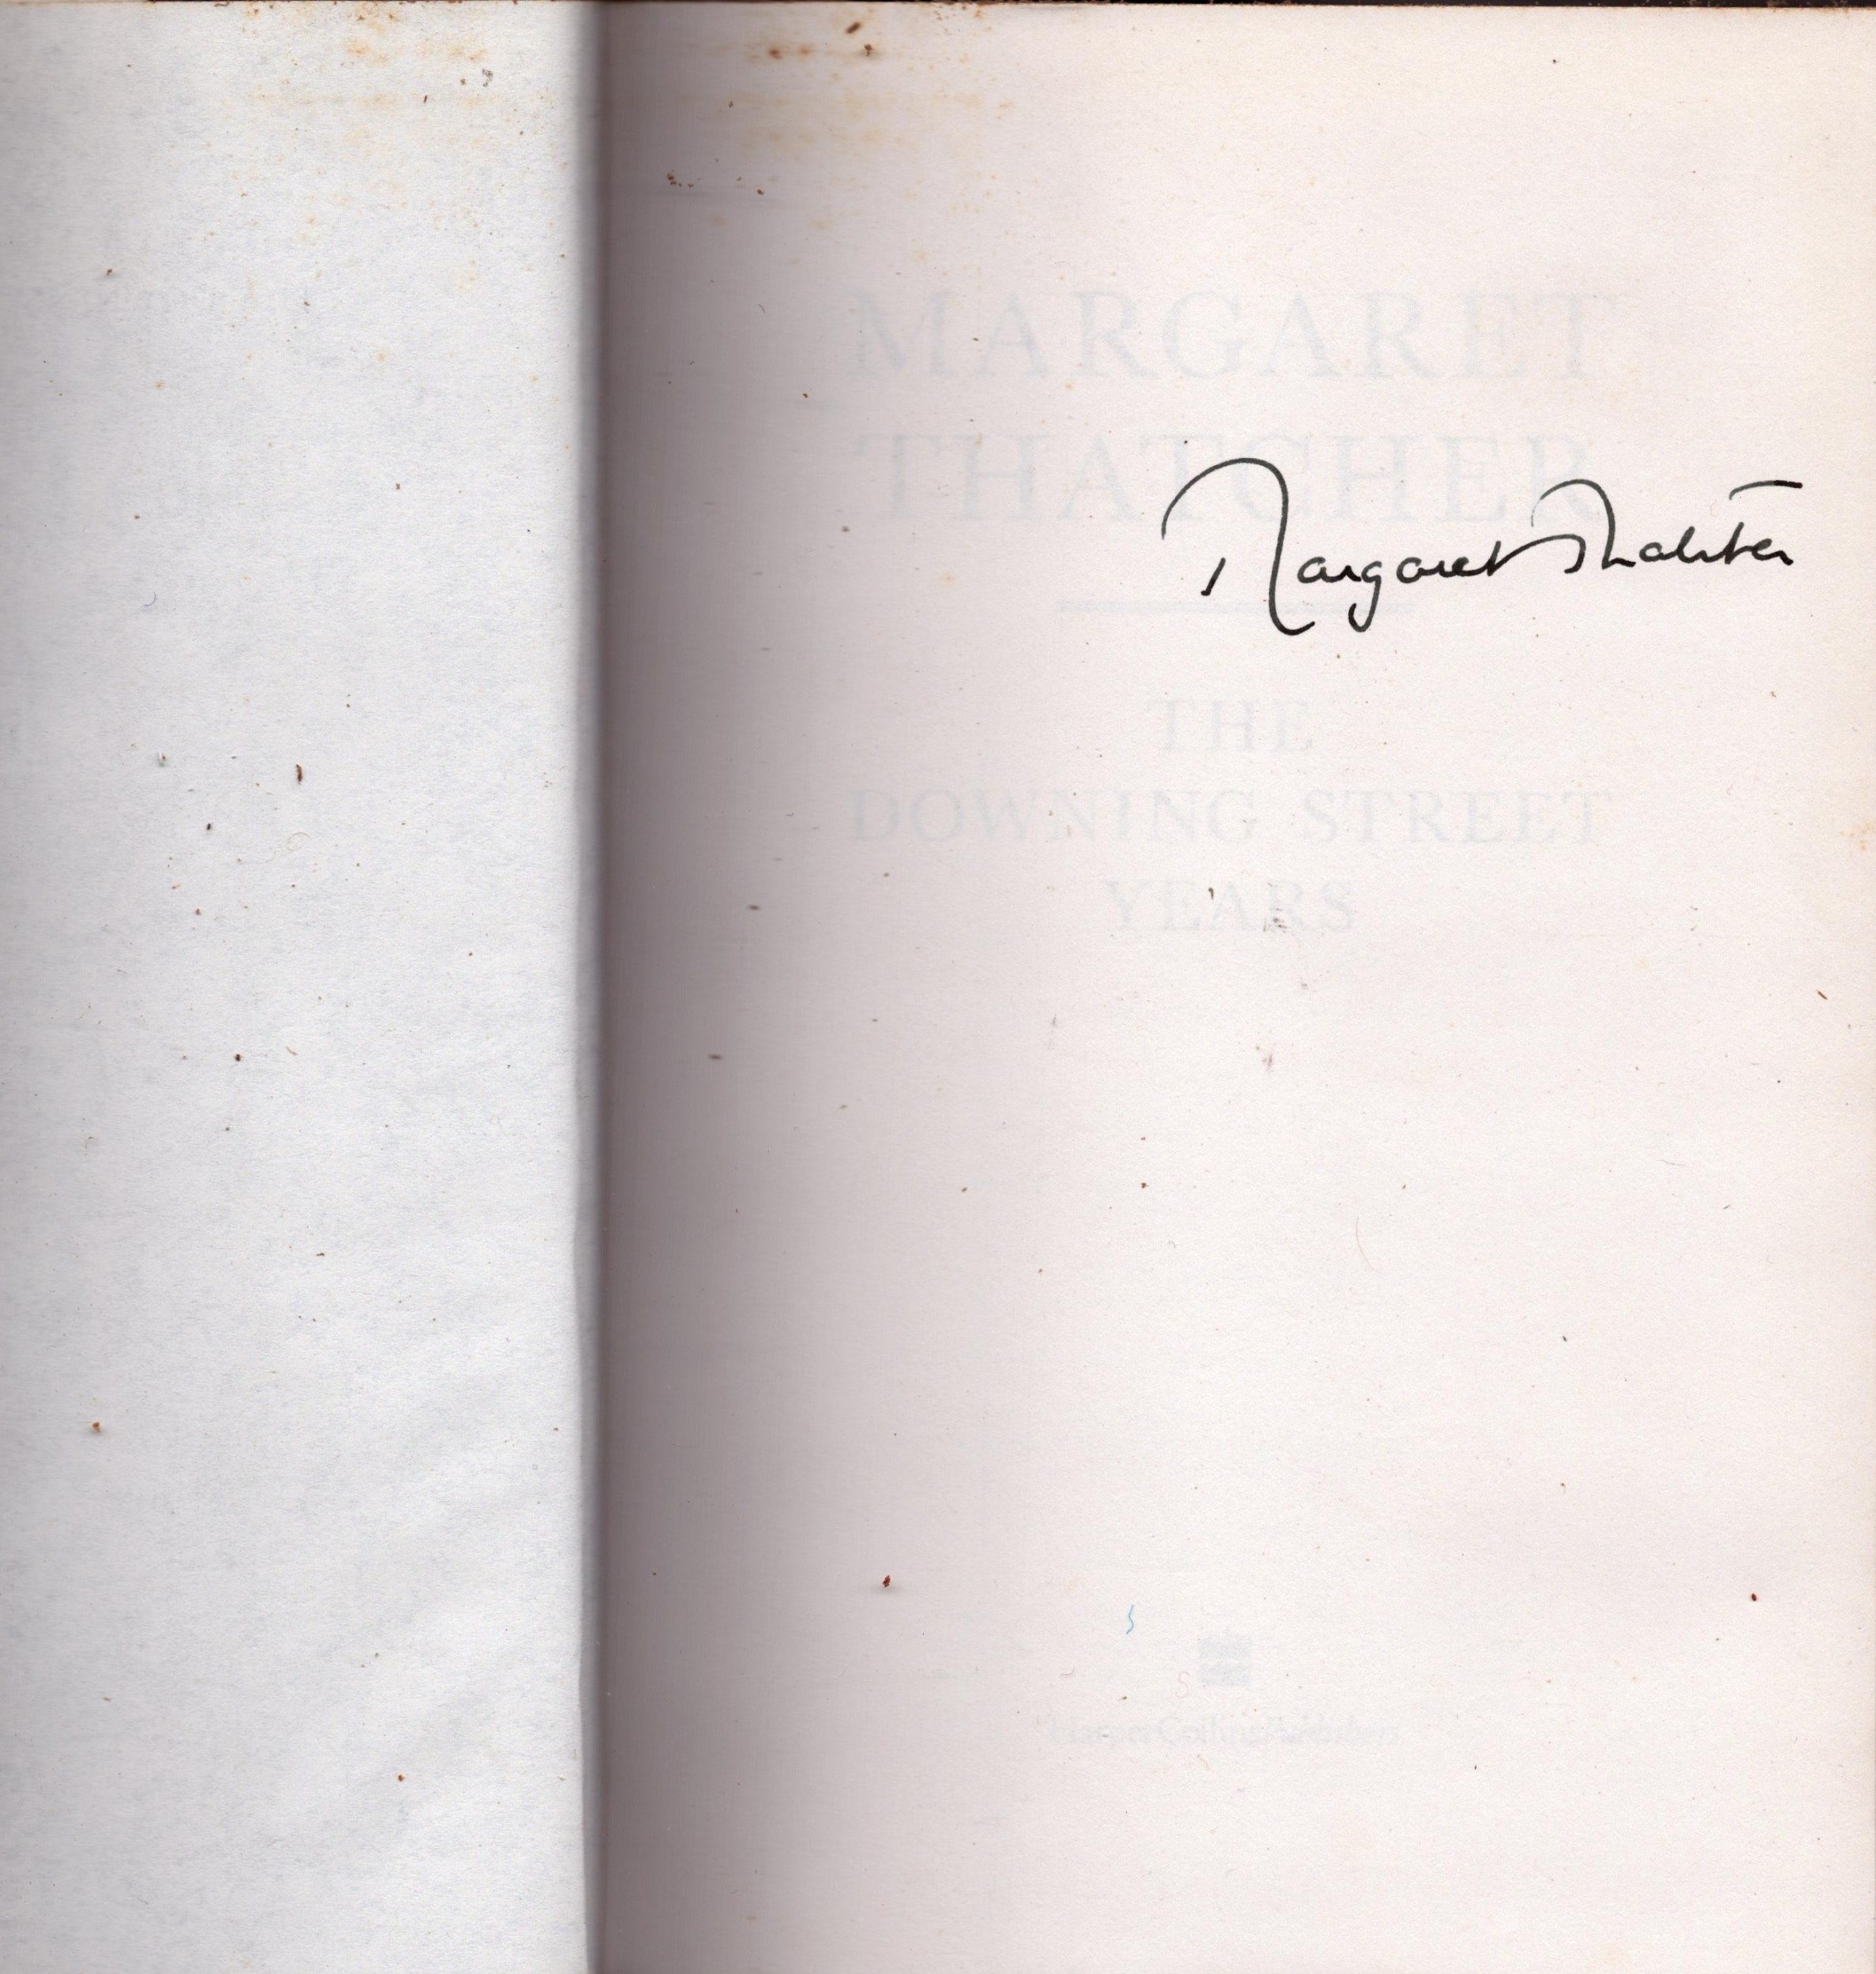 MARGARET
THATCHER
Margaret Thatcher
THE
DOWNING STREET
YEARS
HarperCollinsPublishers